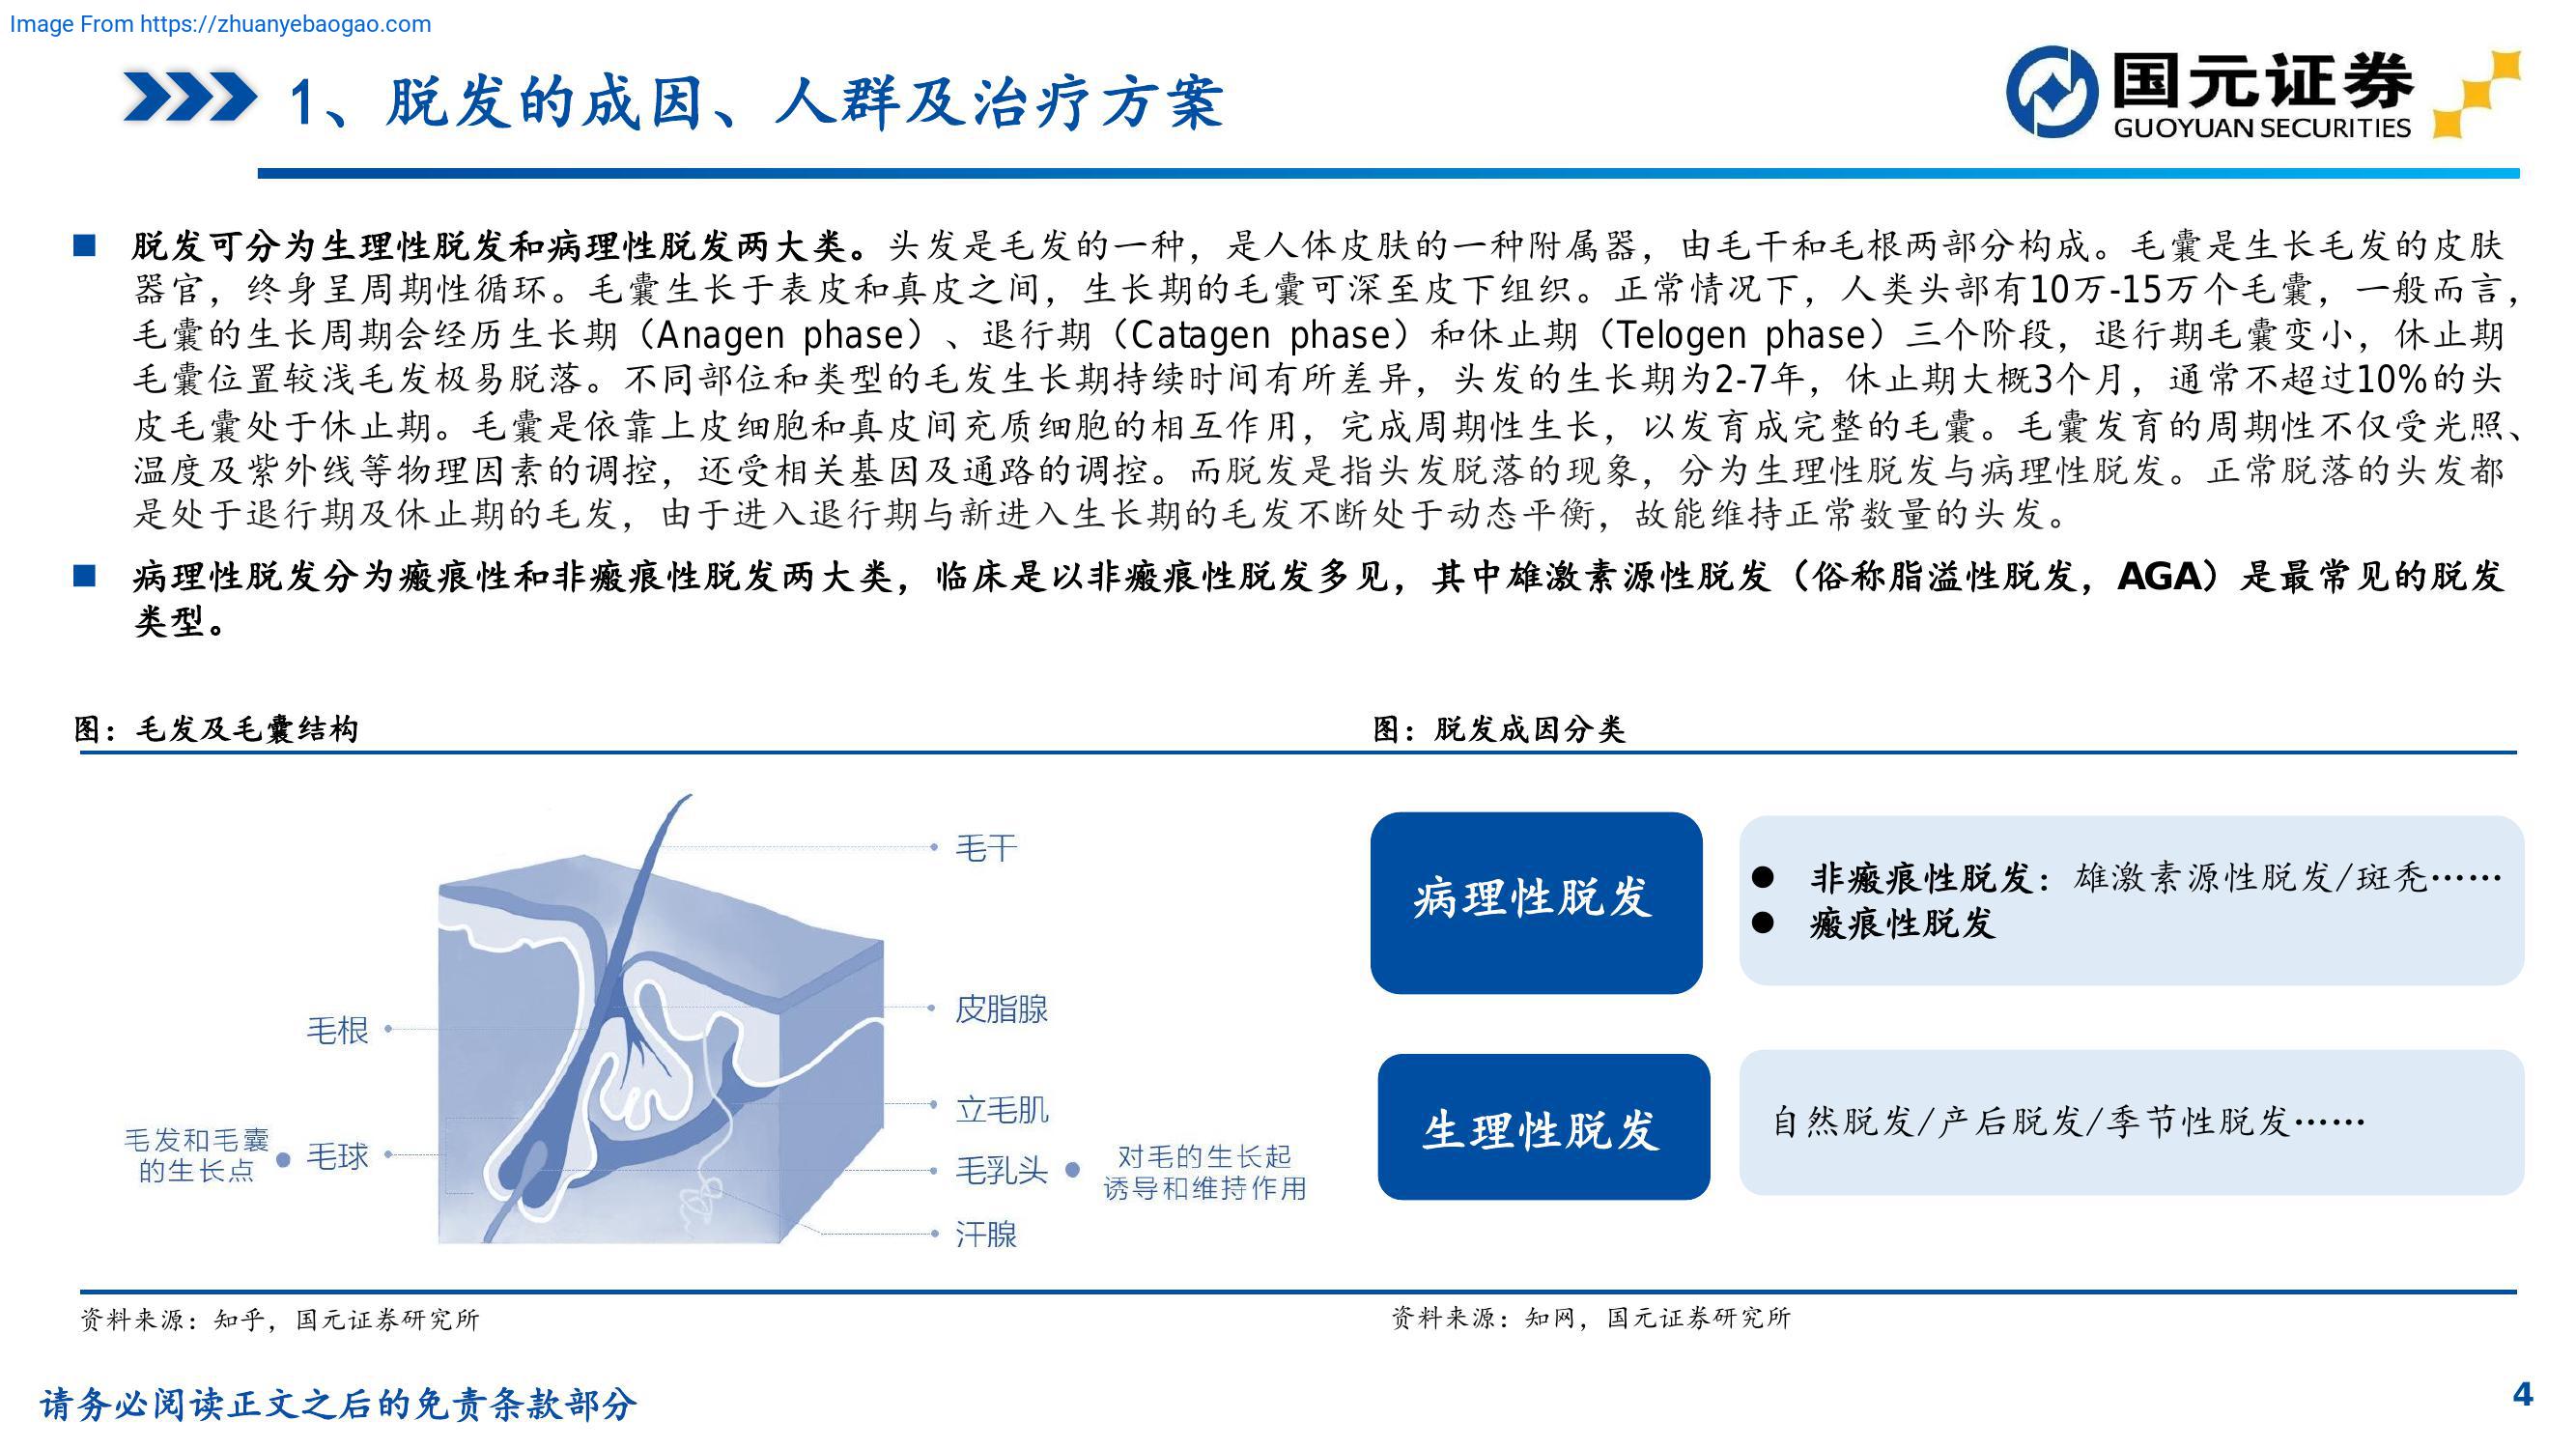 Image From https://zhuanyebaogao.com
1、脱发的成因、人群及治疗方案
国元证券
GUOYUAN SECURITIES
■ 脱发可分为生理性脱发和病理性脱发两大类。头发是毛发的一种，是人体皮肤的一种附属器，由毛干和毛根两部分构成。毛囊是生长毛发的皮肤
器官，终身呈周期性循环。毛囊生长于表皮和真皮之间，生长期的毛囊可深至皮下组织。正常情况下，人类头部有10万-15万个毛囊，一般而言，
毛囊的生长周期会经历生长期（Anagen phase）、退行期（Catagen phase）和休止期（Telogen phase）三个阶段，退行期毛囊变小，休止期
毛囊位置较浅毛发极易脱落。不同部位和类型的毛发生长期持续时间有所差异，头发的生长期为2-7年，休止期大概3个月，通常不超过10%的头
皮毛囊处于休止期。毛囊是依靠上皮细胞和真皮间充质细胞的相互作用，完成周期性生长，以发育成完整的毛囊。毛囊发育的周期性不仅受光照、
温度及紫外线等物理因素的调控，还受相关基因及通路的调控。而脱发是指头发脱落的现象，分为生理性脱发与病理性脱发。正常脱落的头发都
是处于退行期及休止期的毛发，由于进入退行期与新进入生长期的毛发不断处于动态平衡，故能维持正常数量的头发。
■ 病理性脱发分为瘢痕性和非瘢痕性脱发两大类，临床是以非瘢痕性脱发多见，其中雄激素源性脱发（俗称脂溢性脱发，AGA）是最常见的脱发
类型。
图：毛发及毛囊结构
毛干
皮脂腺
毛根
立毛肌
毛发和毛囊
的生长点
毛球
毛乳头
对毛的生长起
诱导和维持作用
汗腺
资料来源：知乎，国元证券研究所
图：脱发成因分类
病理性脱发
● 非瘢痕性脱发：雄激素源性脱发/斑秃……
● 瘢痕性脱发
生理性脱发
自然脱发/产后脱发/季节性脱发……
资料来源：知网，国元证券研究所
请务必阅读正文之后的免责条款部分
4